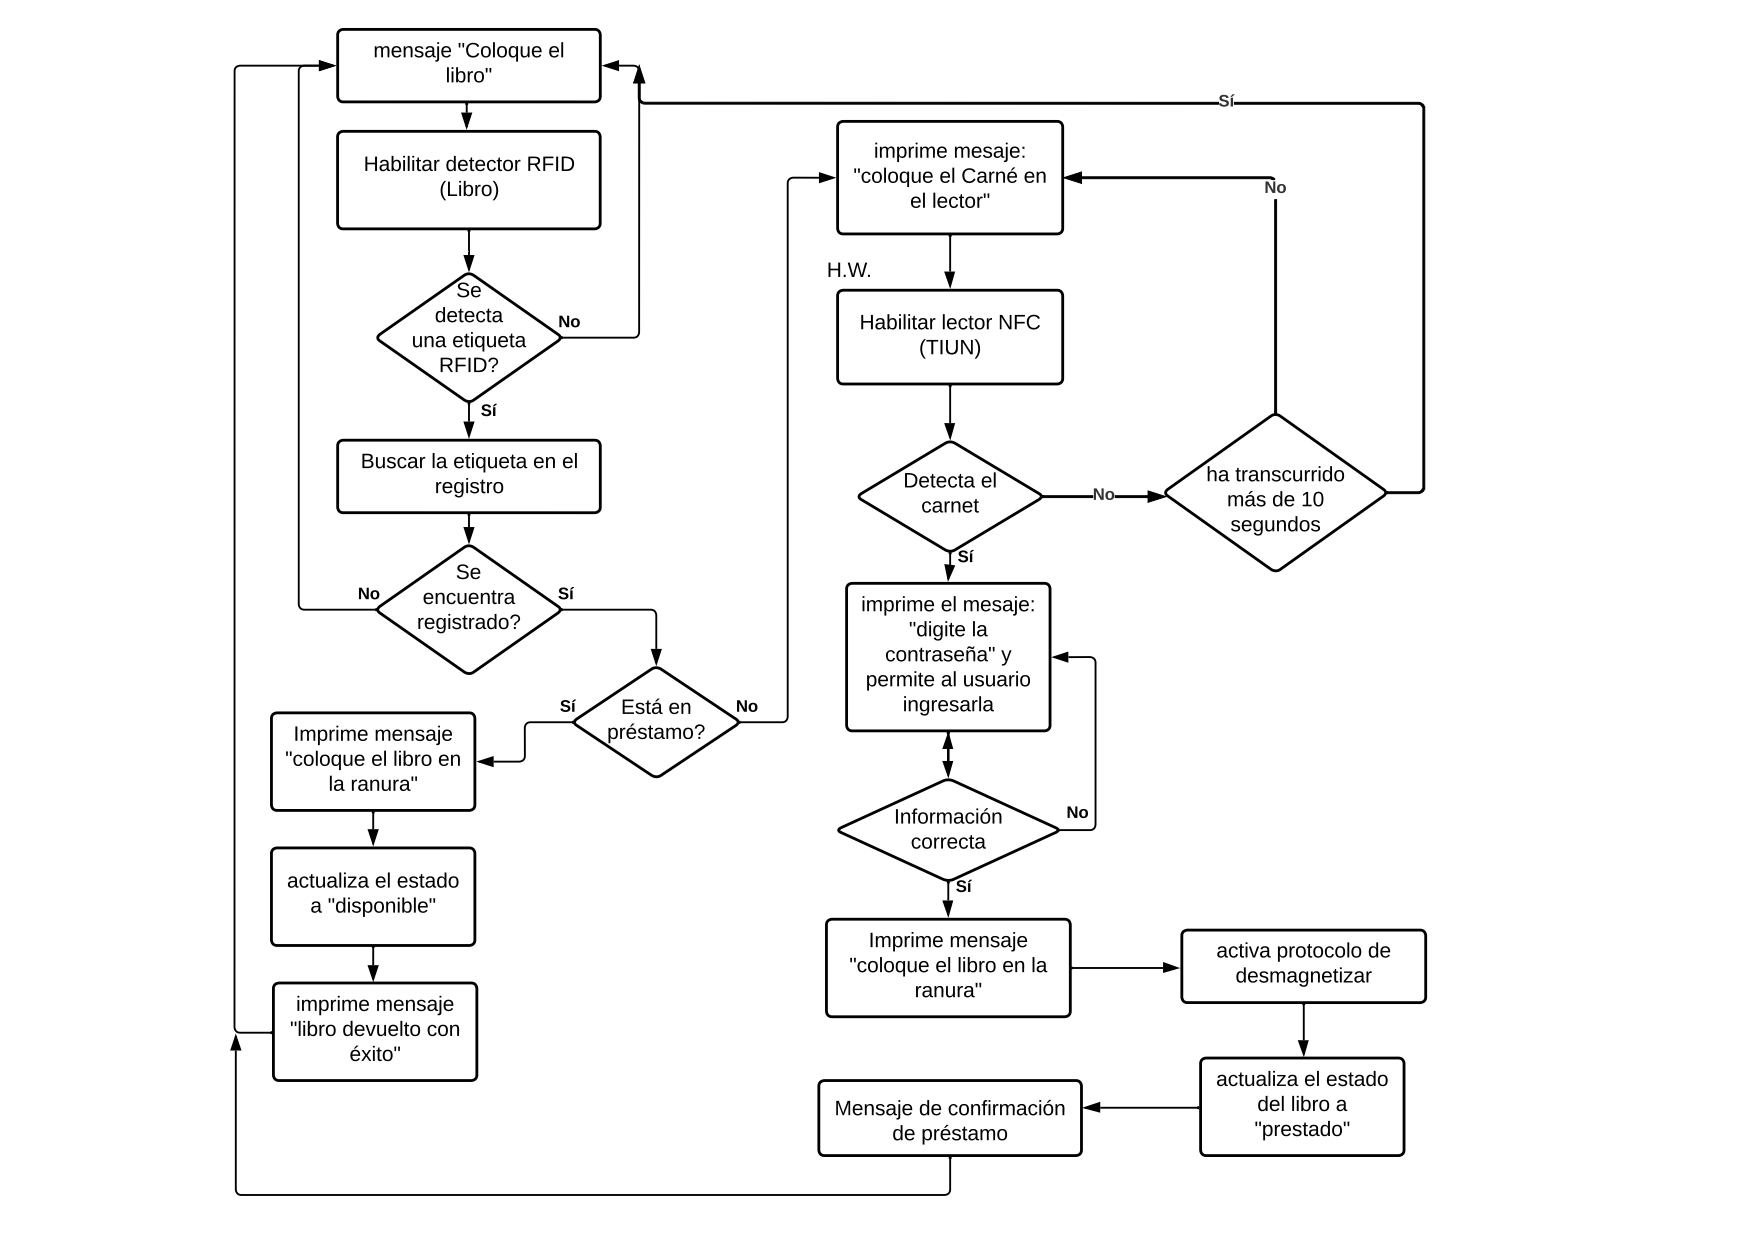 mensaje "Coloque el
libro"
Habilitar detector RFID
(Libro)
Se
detecta
una etiqueta
RFID?
No
Sí
Buscar la etiqueta en el
registro
Se
encuentra
registrado?
No
Sí
Está en
préstamo?
Sí
No
Imprime mensaje
"coloque el libro en
la ranura"
actualiza el estado
a "disponible"
imprime mensaje
"libro devuelto con
éxito"
Sí
imprime mesaje:
"coloque el Carné en
el lector"
No
H.W.
Habilitar lector NFC
(TIUN)
Detecta el
carnet
No
ha transcurrido
más de 10
segundos
Sí
imprime el mesaje:
"digite la
contraseña" y
permite al usuario
ingresarla
Información
correcta
No
Sí
Imprime mensaje
"coloque el libro en la
ranura"
activa protocolo de
desmagnetizar
actualiza el estado
del libro a
"prestado"
Mensaje de confirmación
de préstamo